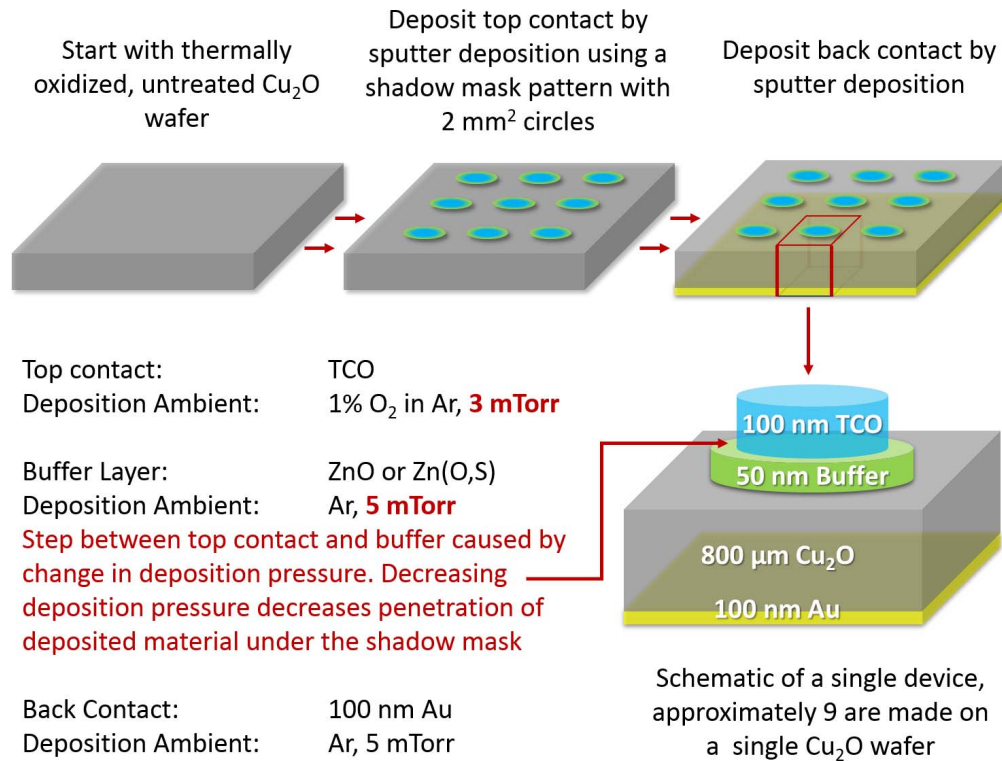 Start with thermally
oxidized, untreated Cu₂O
wafer
Deposit top contact by
sputter deposition using a
shadow mask pattern with
2 mm² circles
Deposit back contact by
sputter deposition
Top contact: TCO
Deposition Ambient: 1% O₂ in Ar, 3 mTorr
Buffer Layer: ZnO or Zn(O,S)
Deposition Ambient: Ar, 5 mTorr
Step between top contact and buffer caused by
change in deposition pressure. Decreasing
deposition pressure decreases penetration of
deposited material under the shadow mask
Back Contact: 100 nm Au
Deposition Ambient: Ar, 5 mTorr
100 nm TCO
50 nm Buffer
800 μm Cu₂O
100 nm Au
Schematic of a single device,
approximately 9 are made on
a single Cu₂O wafer